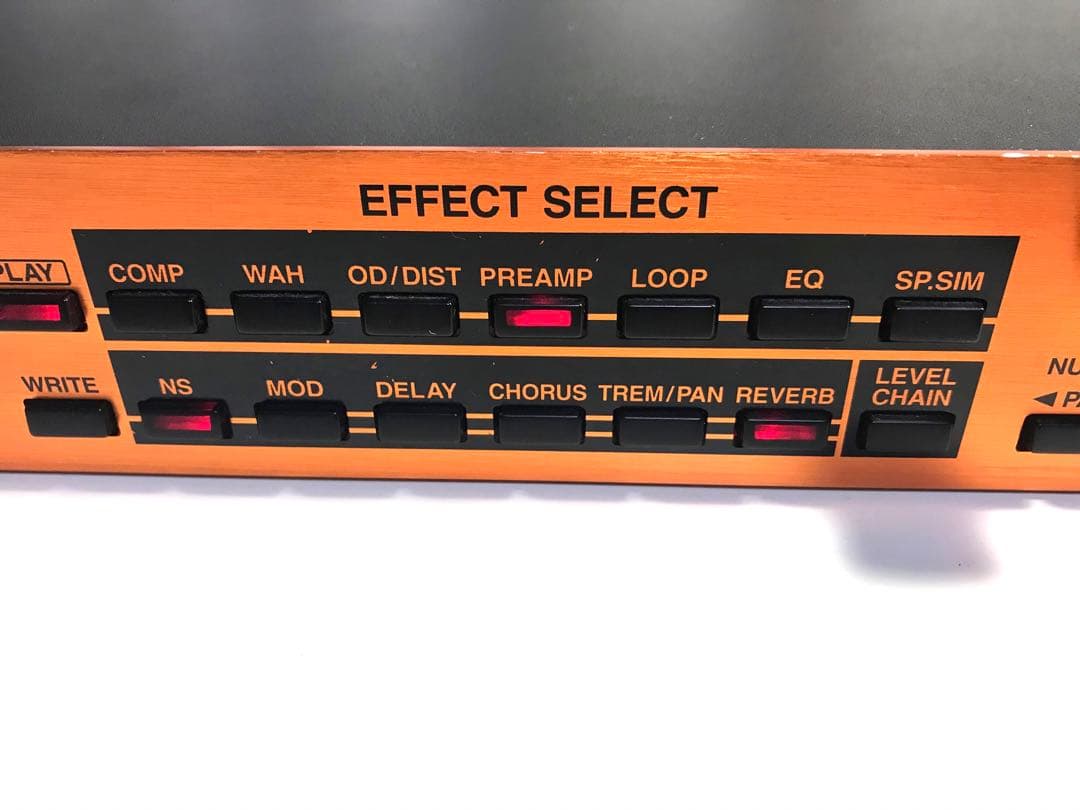 EFFECT SELECT
PLAY COMP WAH OD/DIST PREAMP LOOP EQ SP.SIM
WRITE NS MOD DELAY CHORUS TREM/PAN REVERB LEVEL
CHAIN